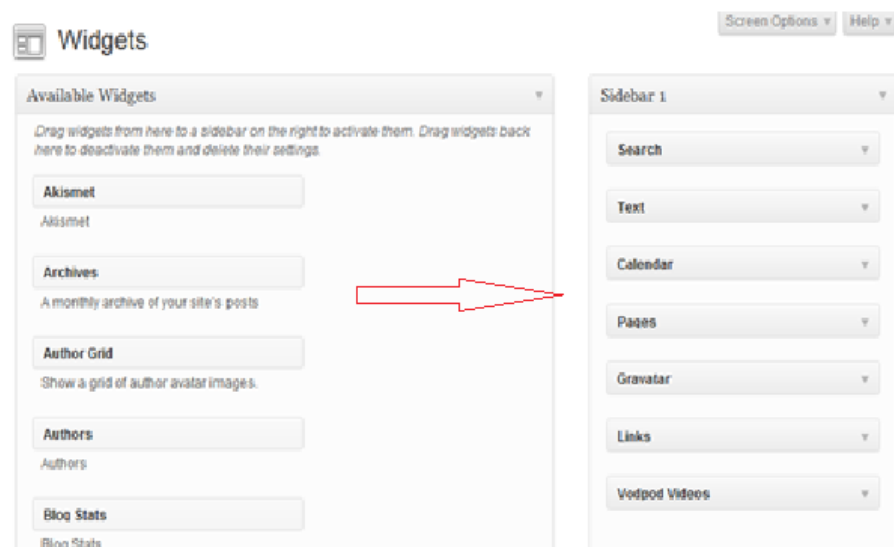 Screen Options Help
Widgets
Available Widgets
Drag widgets from here to a sidebar on the right to activate them. Drag widgets back
here to deactivate them and delete their settings.
Akismet
Akismet
Archives
A monthly archive of your site's posts
Author Grid
Show a grid of author avatar images.
Authors
Authors
Blog Stats
Blog Stats
Sidebar 1
Search
Text
Calendar
Pages
Gravatar
Links
Vodpod Videos